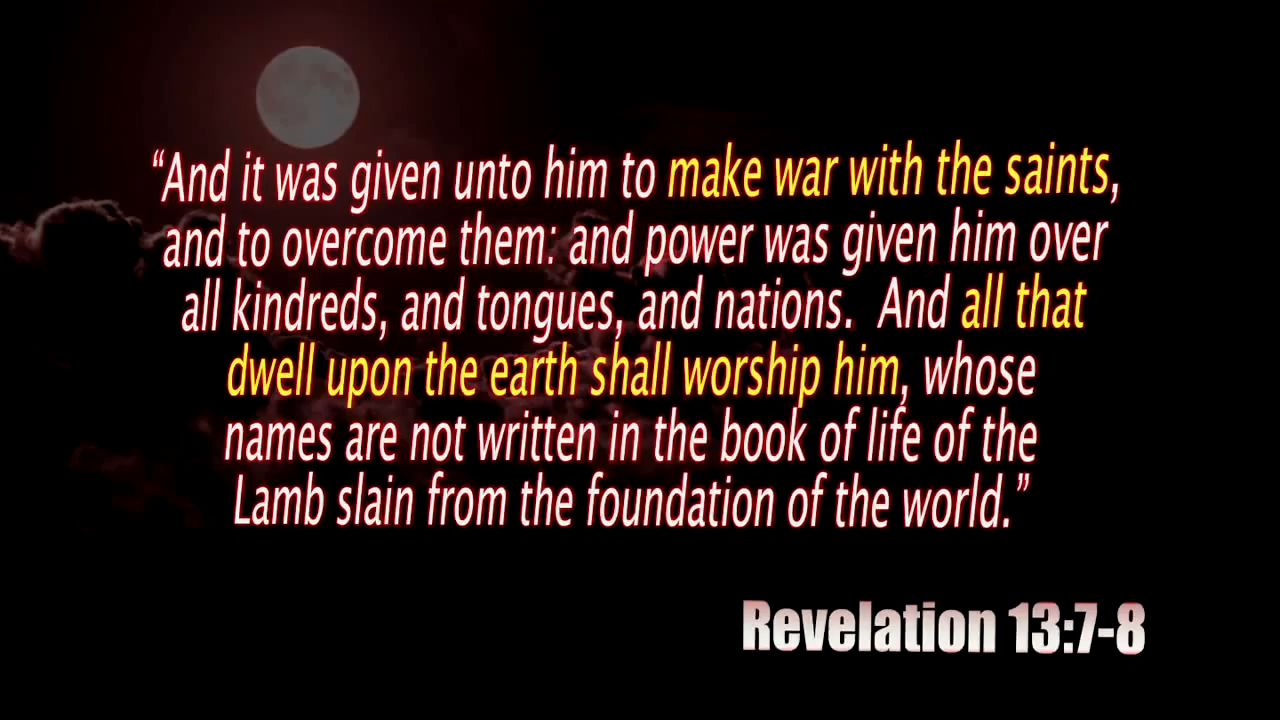 “And it was given unto him to make war with the saints,
and to overcome them: and power was given him over
all kindreds, and tongues, and nations.  And all that
dwell upon the earth shall worship him, whose
names are not written in the book of life of the
Lamb slain from the foundation of the world.”
Revelation 13:7-8